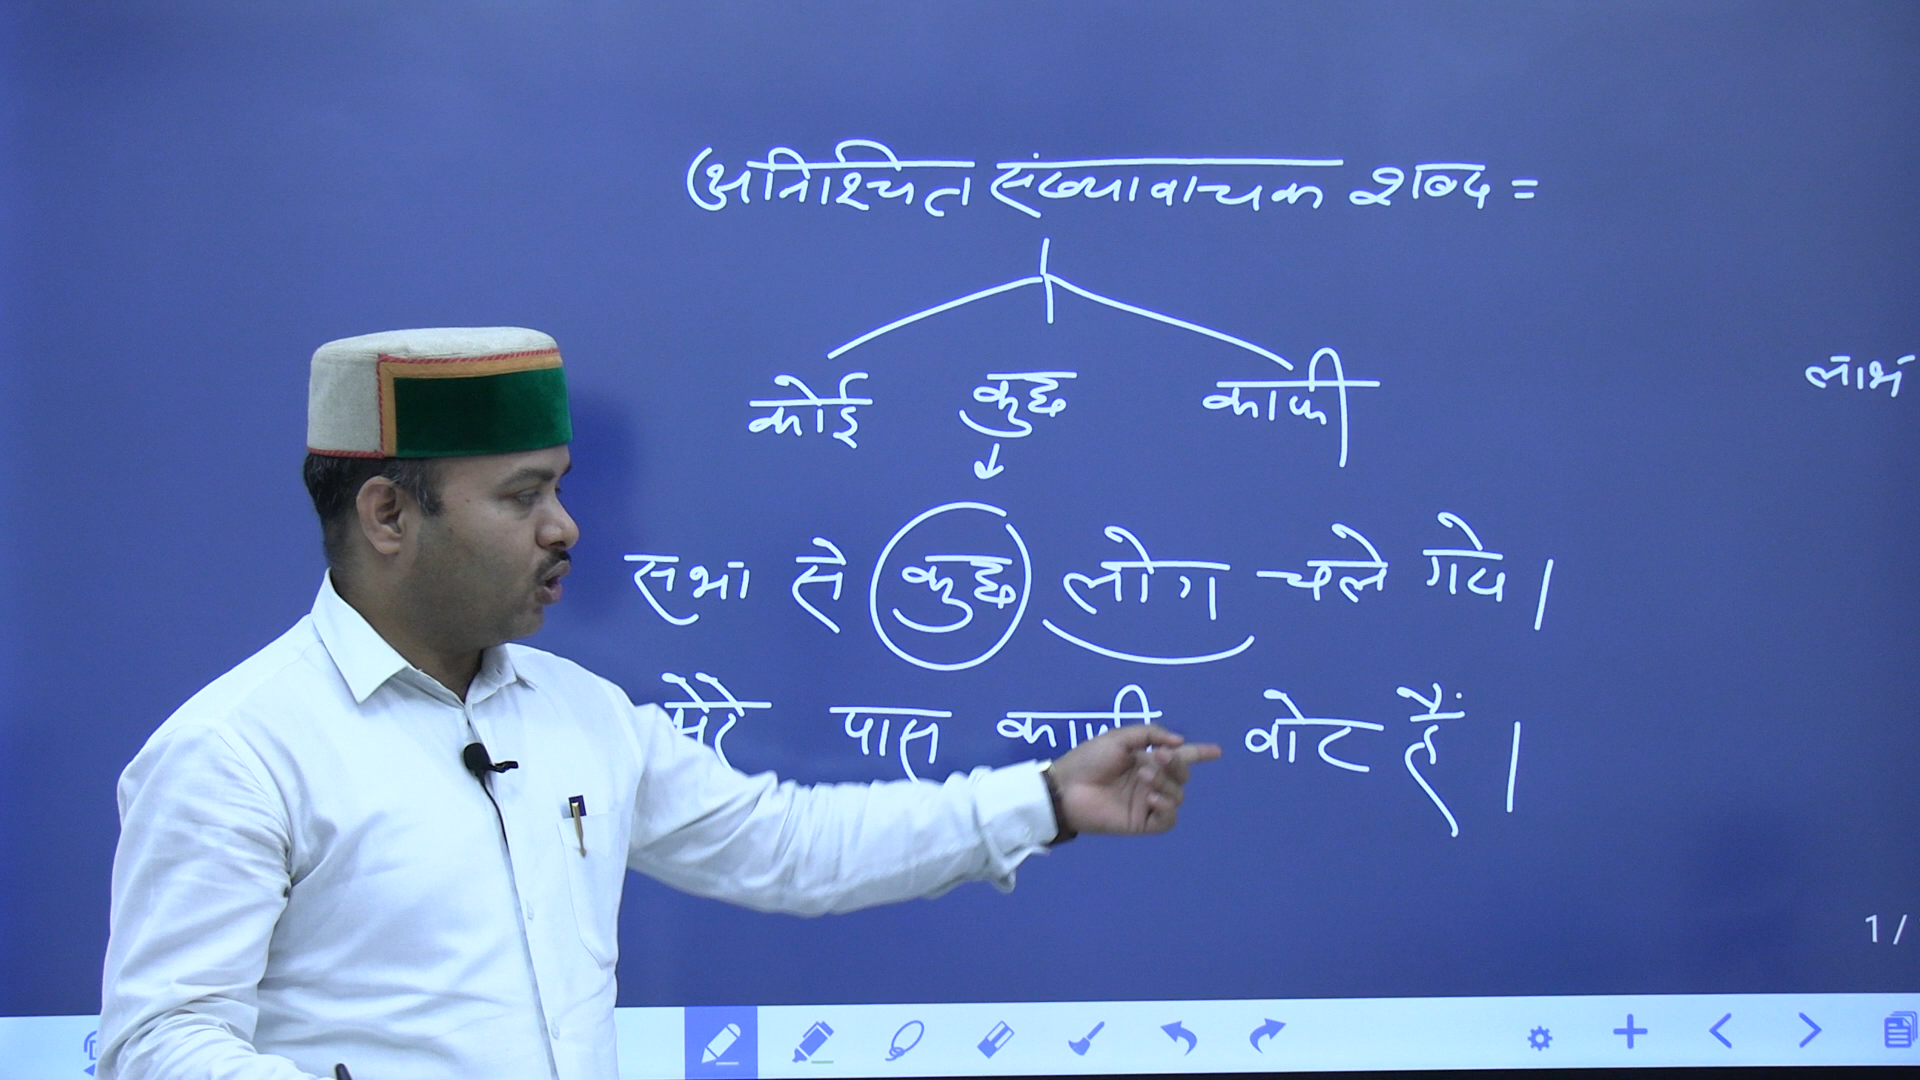 अनिश्चित संख्यावाचक शब्द =
कोई कुछ काफी
सभा से कुछ लोग चले गये।
मेरे पास काफी वोट हैं।
1 /